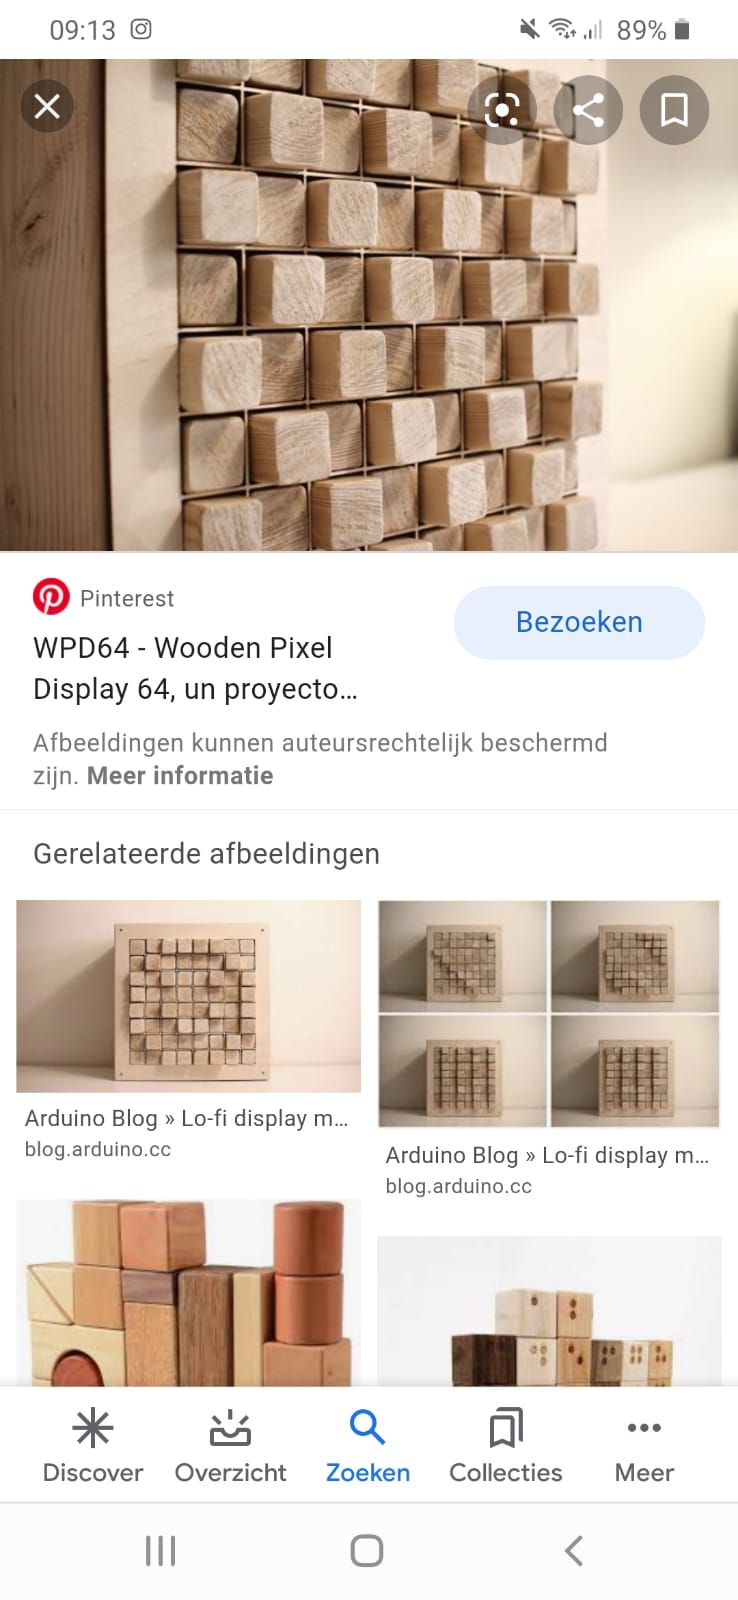 09:13
89%
Pinterest
WPD64 - Wooden Pixel
Display 64, un proyecto...
Bezoeken
Afbeeldingen kunnen auteursrechtelijk beschermd
zijn. Meer informatie
Gerelateerde afbeeldingen
Arduino Blog » Lo-fi display m...
blog.arduino.cc
Arduino Blog » Lo-fi display m...
blog.arduino.cc
Discover
Overzicht
Zoeken
Collecties
Meer